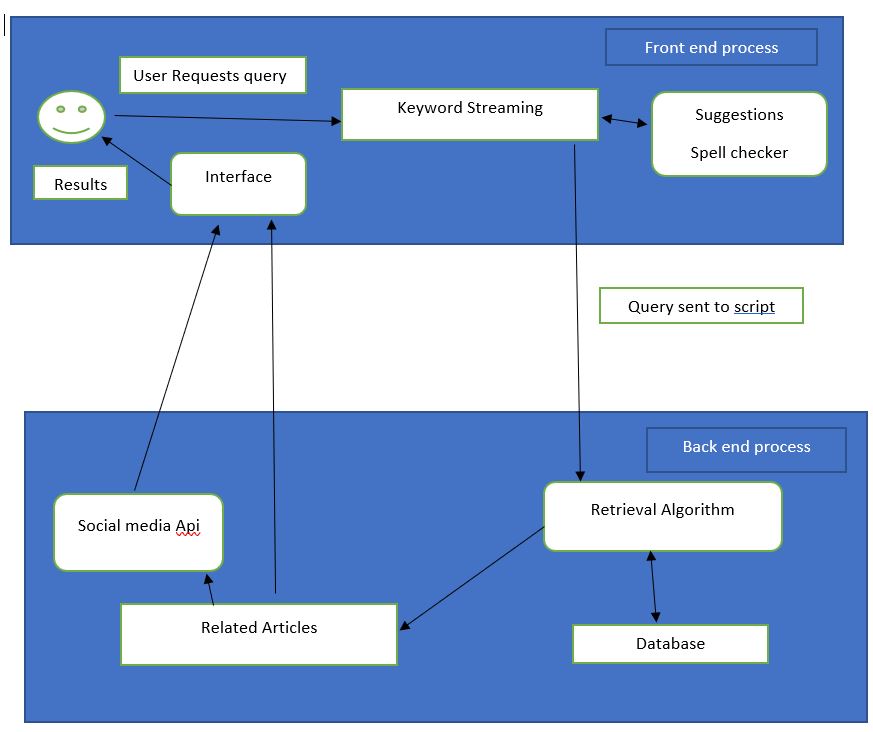 Front end process
User Requests query
Keyword Streaming
Suggestions
Spell checker
Results
Interface
Query sent to script
Back end process
Social media Api
Retrieval Algorithm
Related Articles
Database